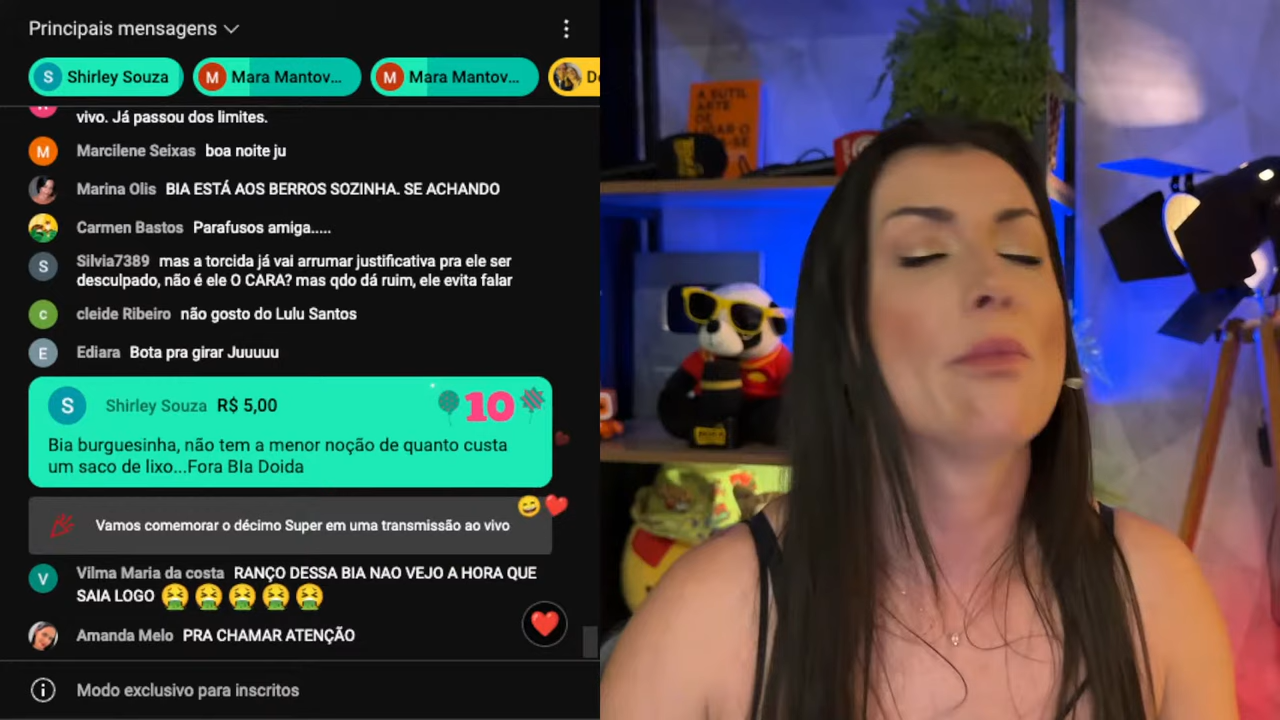 Principais mensagens
S Shirley Souza
M Mara Mantov...
M Mara Mantov...
vivo. Já passou dos limites.
M Marcilene Seixas boa noite ju
Marina Olis BIA ESTÁ AOS BERROS SOZINHA. SE ACHANDO
Carmen Bastos Parafusos amiga.....
S Silvia7389 mas a torcida já vai arrumar justificativa pra ele ser
desculpado, não é ele O CARA? mas qdo dá ruim, ele evita falar
c cleide Ribeiro não gosto do Lulu Santos
E Ediara Bota pra girar Juuuuu
S Shirley Souza R$ 5,00 10
Bia burguesinha, não tem a menor noção de quanto custa
um saco de lixo...Fora BIa Doida
Vamos comemorar o décimo Super em uma transmissão ao vivo
V Vilma Maria da costa RANÇO DESSA BIA NAO VEJO A HORA QUE
SAIA LOGO 🤮 🤮 🤮 🤮 🤮
Amanda Melo PRA CHAMAR ATENÇÃO
Modo exclusivo para inscritos
A SUTIL
ARTE
DE
LIGAR O